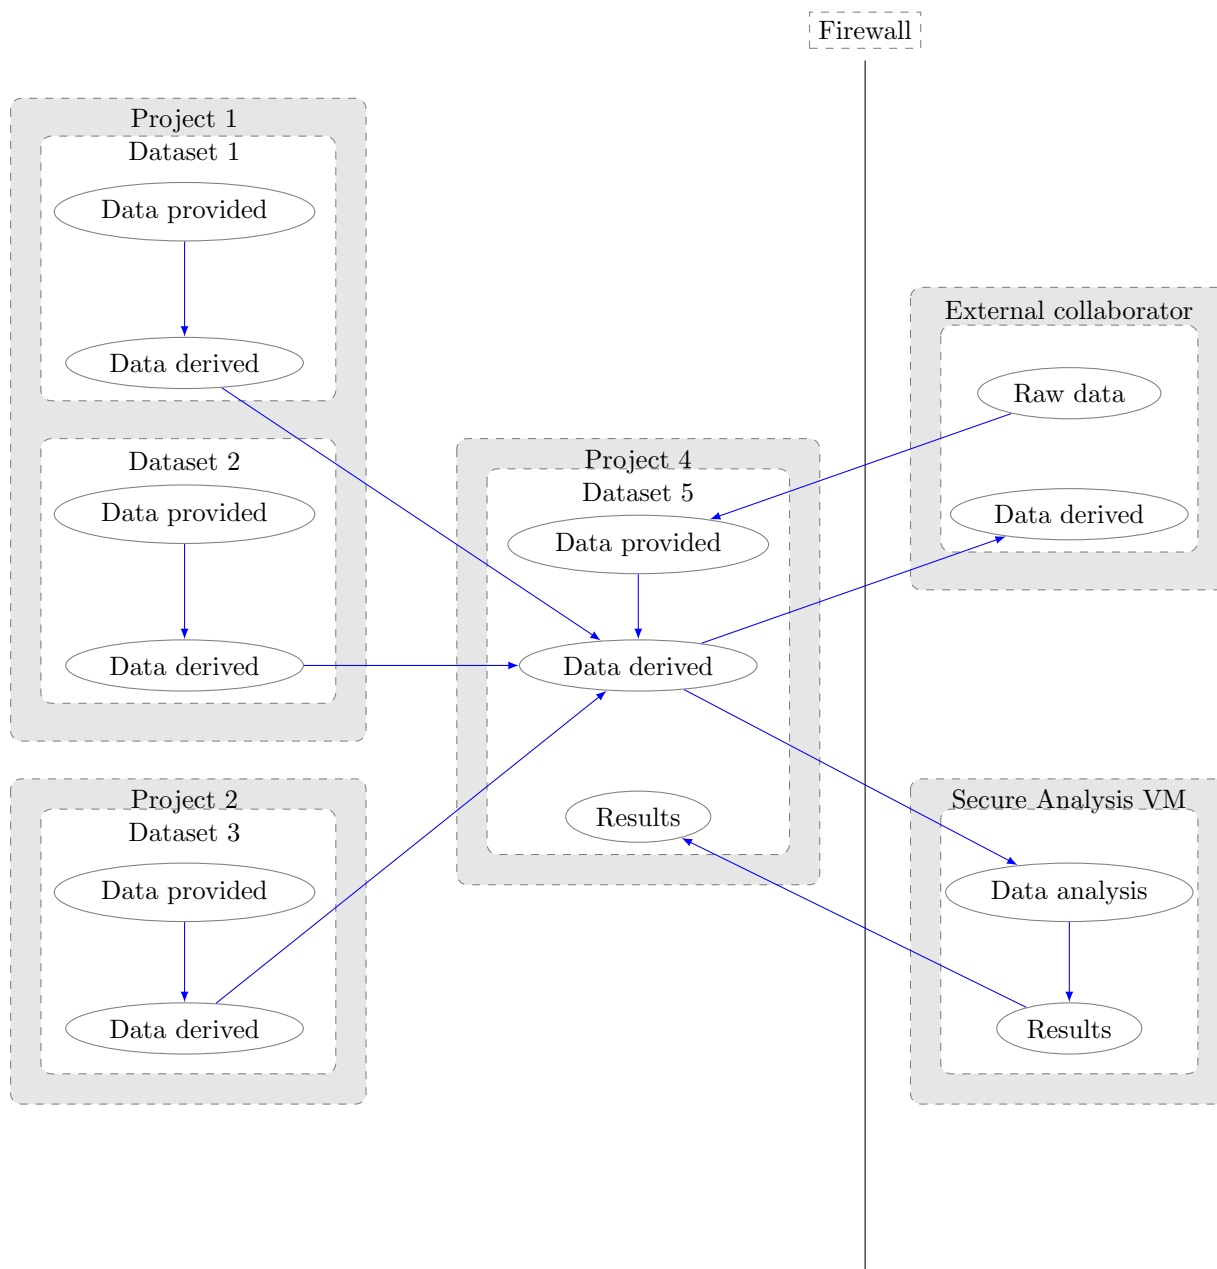 Firewall
Project 1
Dataset 1
Data provided
Data derived
Dataset 2
Data provided
Data derived
Project 2
Dataset 3
Data provided
Data derived
Project 4
Dataset 5
Data provided
Data derived
Results
External collaborator
Raw data
Data derived
Secure Analysis VM
Data analysis
Results